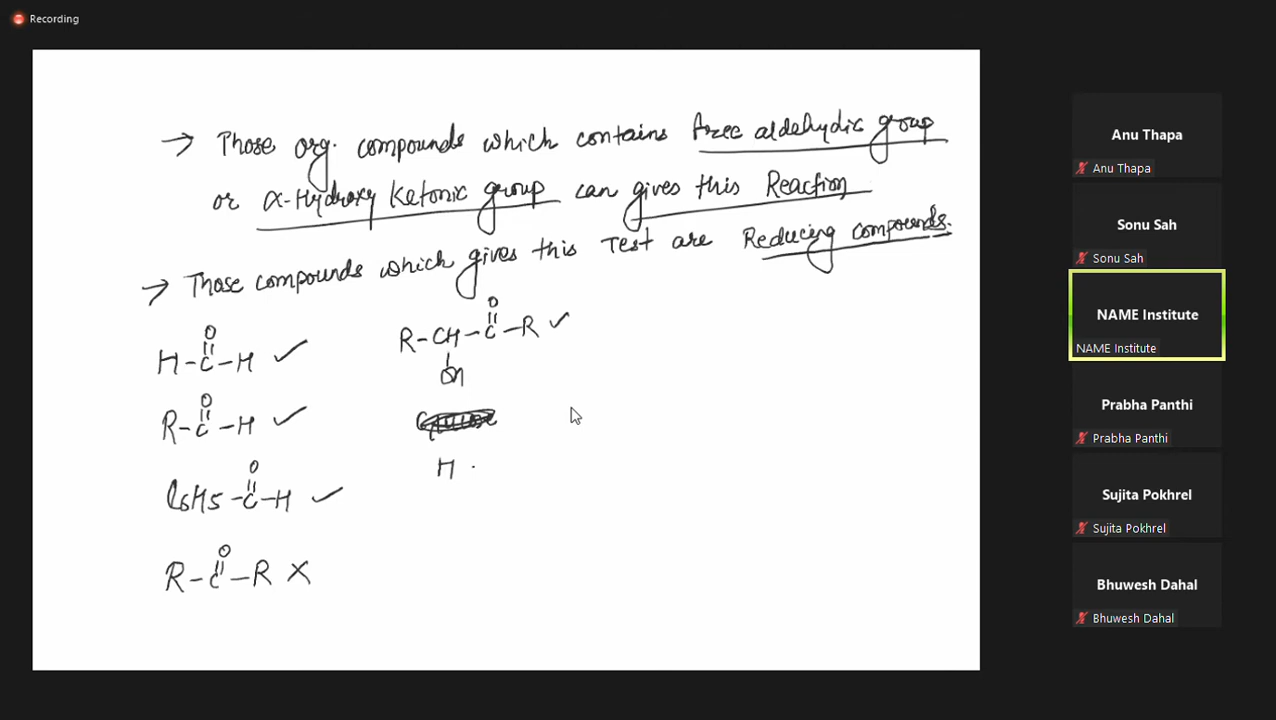 Recording
→ Those org. compounds which contains free aldehydic group
or α-Hydroxy Ketonic group can gives this Reaction
→ Those compounds which gives this Test are Reducing compounds.
O
H-C-H ✓
O
R-CH-C-R ✓
OH
O
R-C-H ✓
H
O
C6H5-C-H ✓
O
R-C-R ✗
Anu Thapa
Anu Thapa
Sonu Sah
Sonu Sah
NAME Institute
NAME Institute
Prabha Panthi
Prabha Panthi
Sujita Pokhrel
Sujita Pokhrel
Bhuwesh Dahal
Bhuwesh Dahal